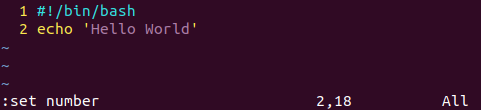 1 #!/bin/bash
2 echo 'Hello World'
~
~
~
:set number 2,18 All